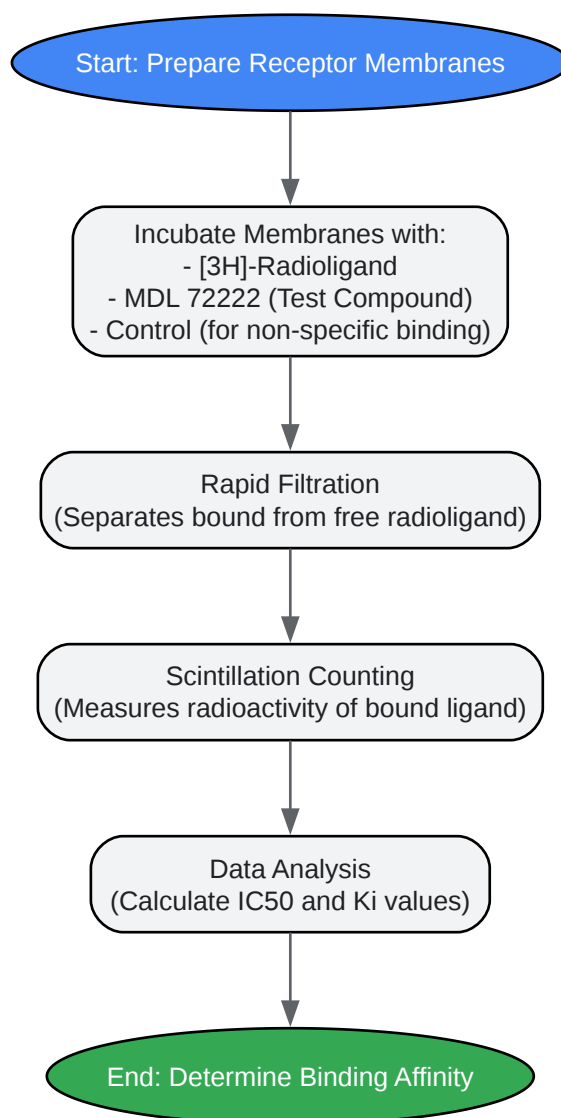 Start: Prepare Receptor Membranes
Incubate Membranes with:
- [3H]-Radioligand
- MDL 72222 (Test Compound)
- Control (for non-specific binding)
Rapid Filtration
(Separates bound from free radioligand)
Scintillation Counting
(Measures radioactivity of bound ligand)
Data Analysis
(Calculate IC50 and Ki values)
End: Determine Binding Affinity